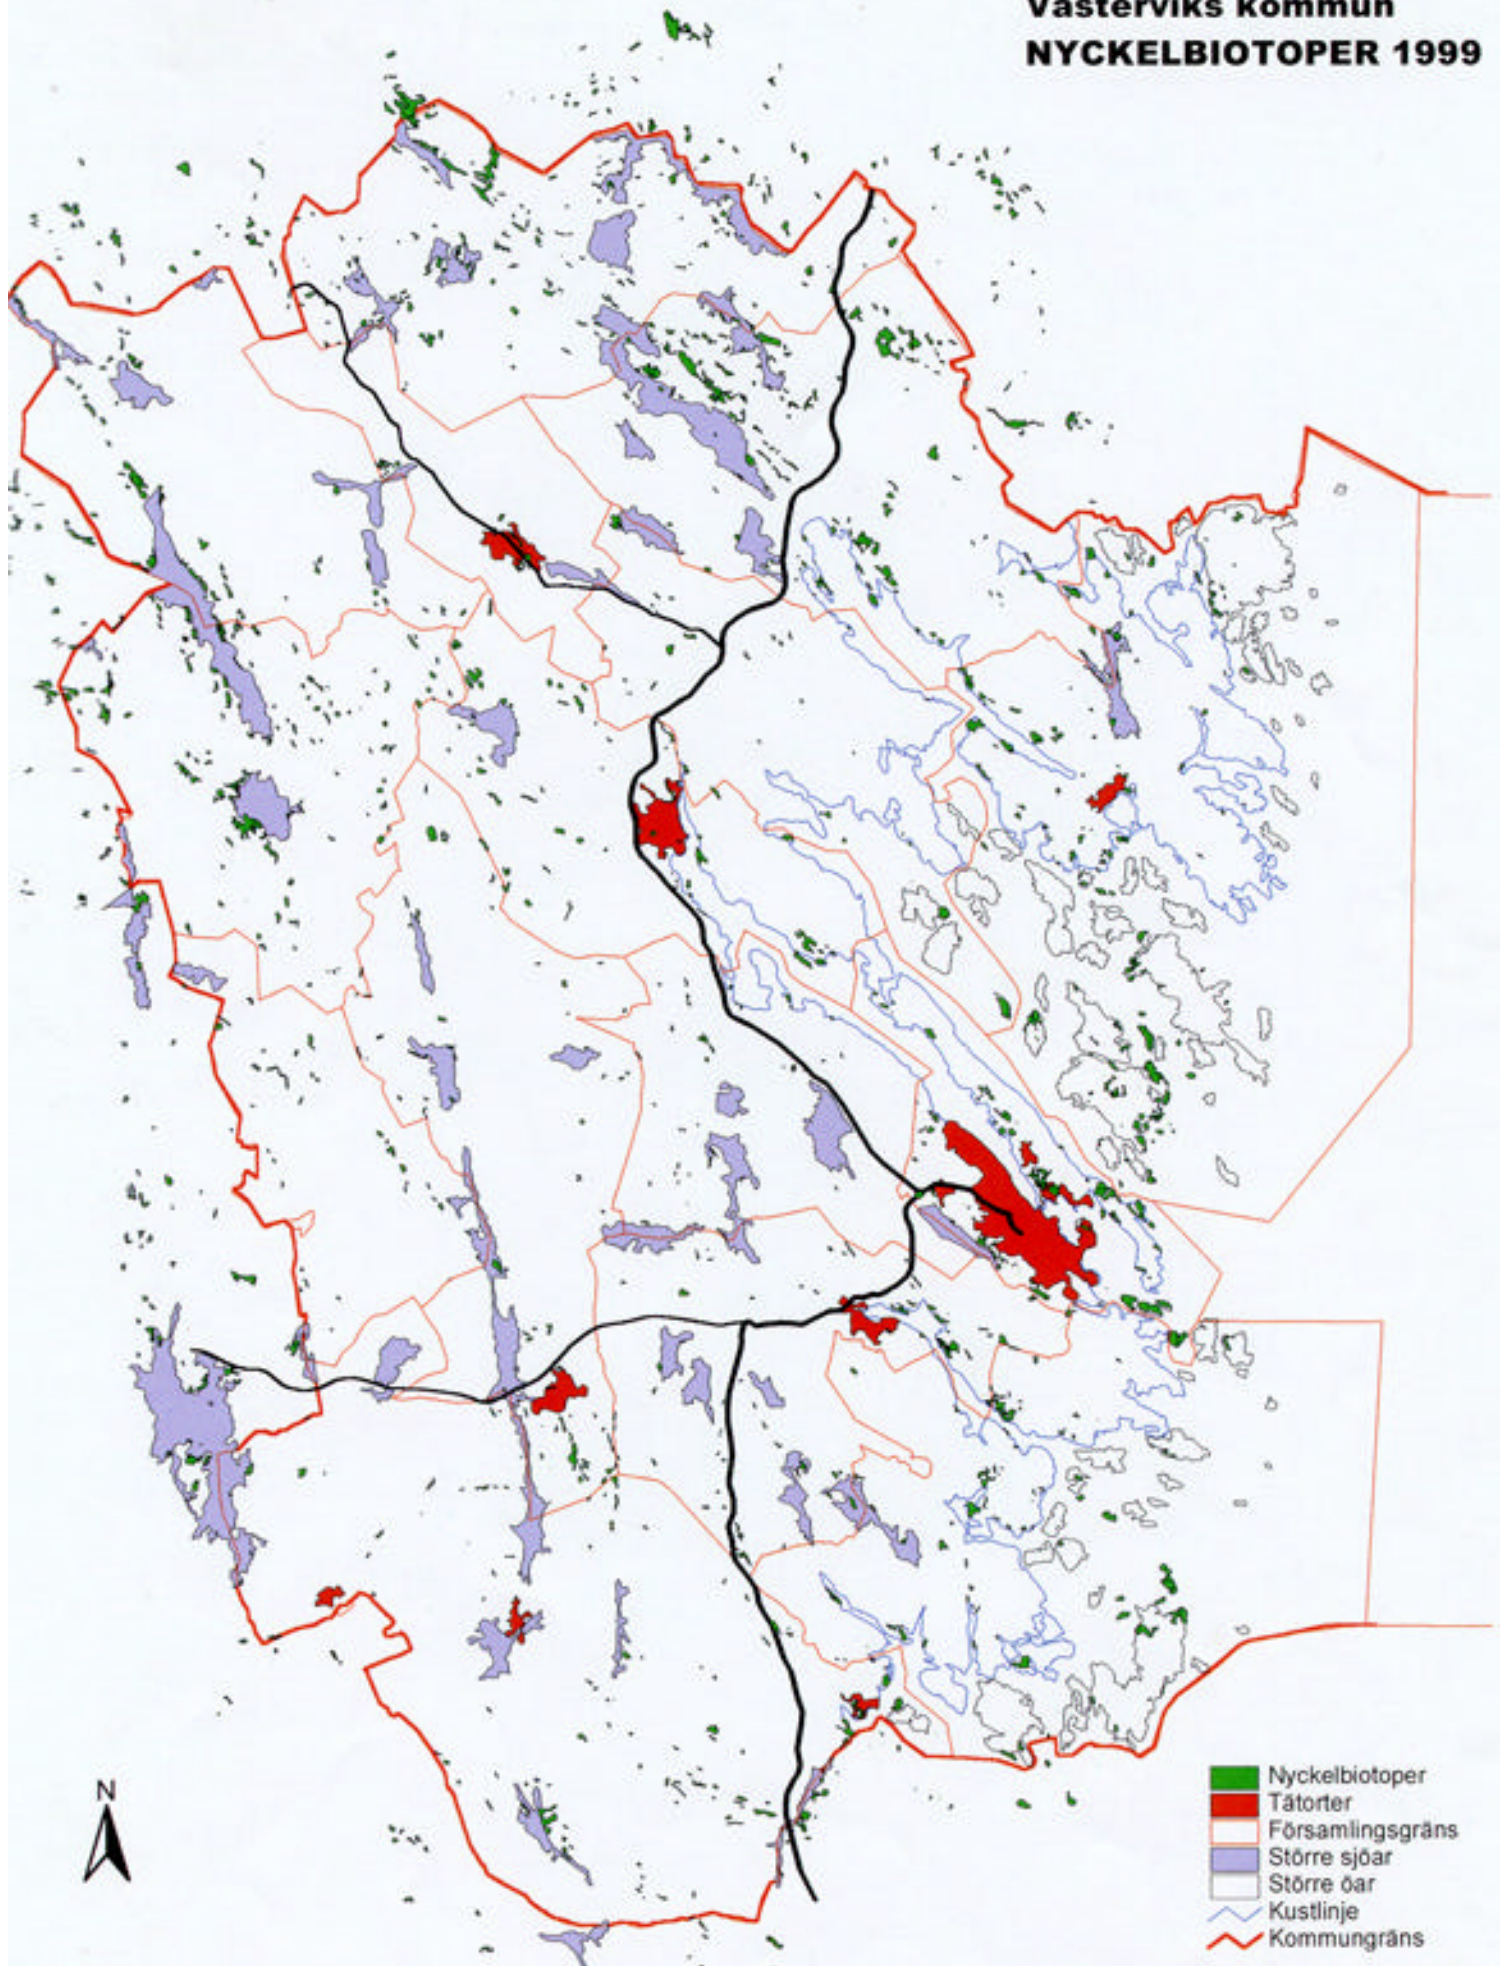 Västerviks kommun
NYCKELBIOTOPER 1999
N
Nyckelbiotoper
Tätorter
Församlingsgräns
Större sjöar
Större öar
Kustlinje
Kommungräns